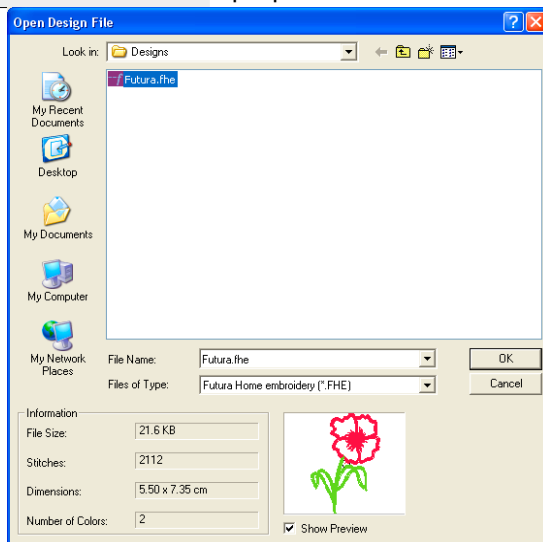 Open Design File
Look in: Designs
Futura.fhe
My Recent
Documents
Desktop
My Documents
My Computer
My Network
Places
File Name: Futura.fhe OK
Files of Type: Futura Home embroidery (*.FHE) Cancel
Information
File Size: 21.6 KB
Stitches: 2112
Dimensions: 5.50 x 7.35 cm
Number of Colors: 2
Show Preview